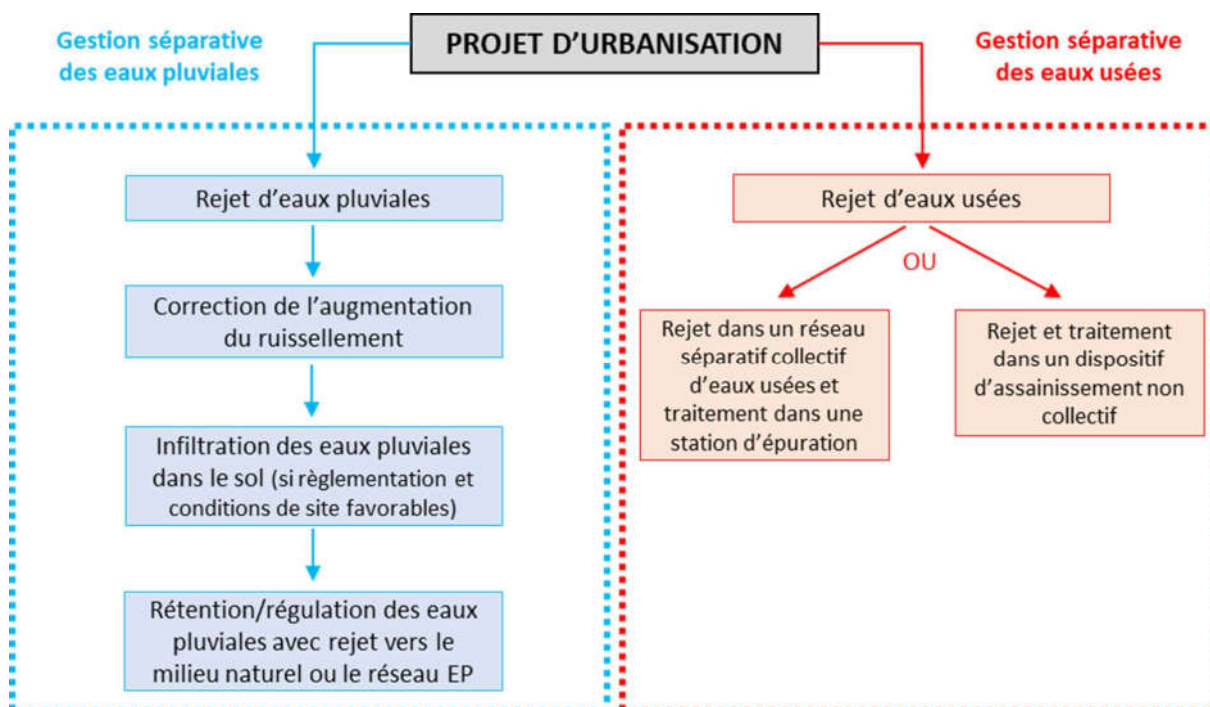 PROJET D'URBANISATION
Gestion séparative
des eaux pluviales
Rejet d'eaux pluviales
Correction de l'augmentation
du ruissellement
Infiltration des eaux pluviales
dans le sol (si règlementation et
conditions de site favorables)
Rétention/régulation des eaux
pluviales avec rejet vers le
milieu naturel ou le réseau EP
Gestion séparative
des eaux usées
Rejet d'eaux usées
OU
Rejet dans un réseau
séparatif collectif
d'eaux usées et
traitement dans une
station d'épuration
Rejet et traitement
dans un dispositif
d'assainissement non
collectif